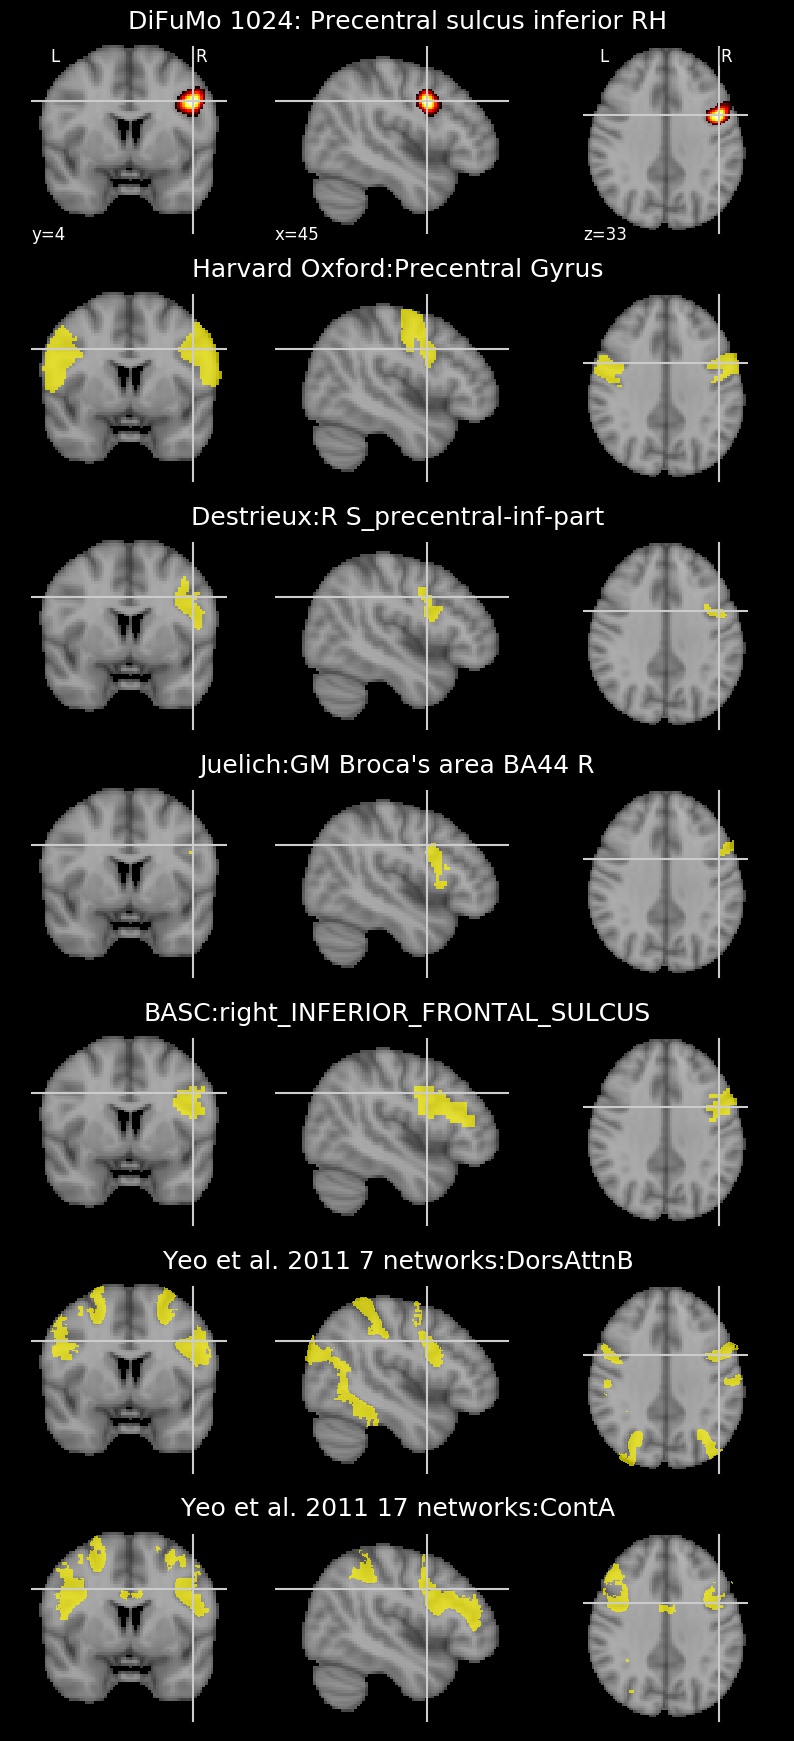 DiFuMo 1024: Precentral sulcus inferior RH
L R L R
y=4 x=45 z=33
Harvard Oxford:Precentral Gyrus
Destrieux:R S_precentral-inf-part
Juelich:GM Broca's area BA44 R
BASC:right_INFERIOR_FRONTAL_SULCUS
Yeo et al. 2011 7 networks:DorsAttnB
Yeo et al. 2011 17 networks:ContA